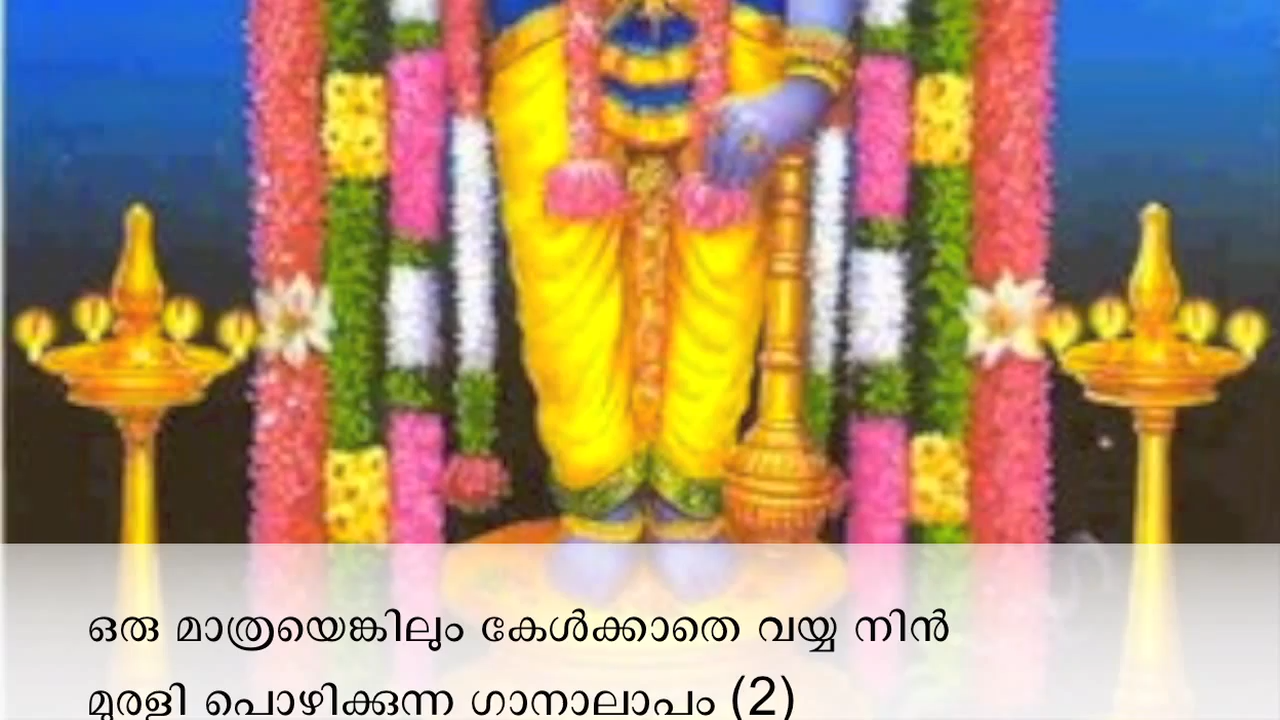 ഒരു മാത്രയെങ്കിലും കേൾക്കാതെ വയ്യ നിൻ
മുരളി പൊഴിക്കുന്ന ഗാനാലാപം (2)